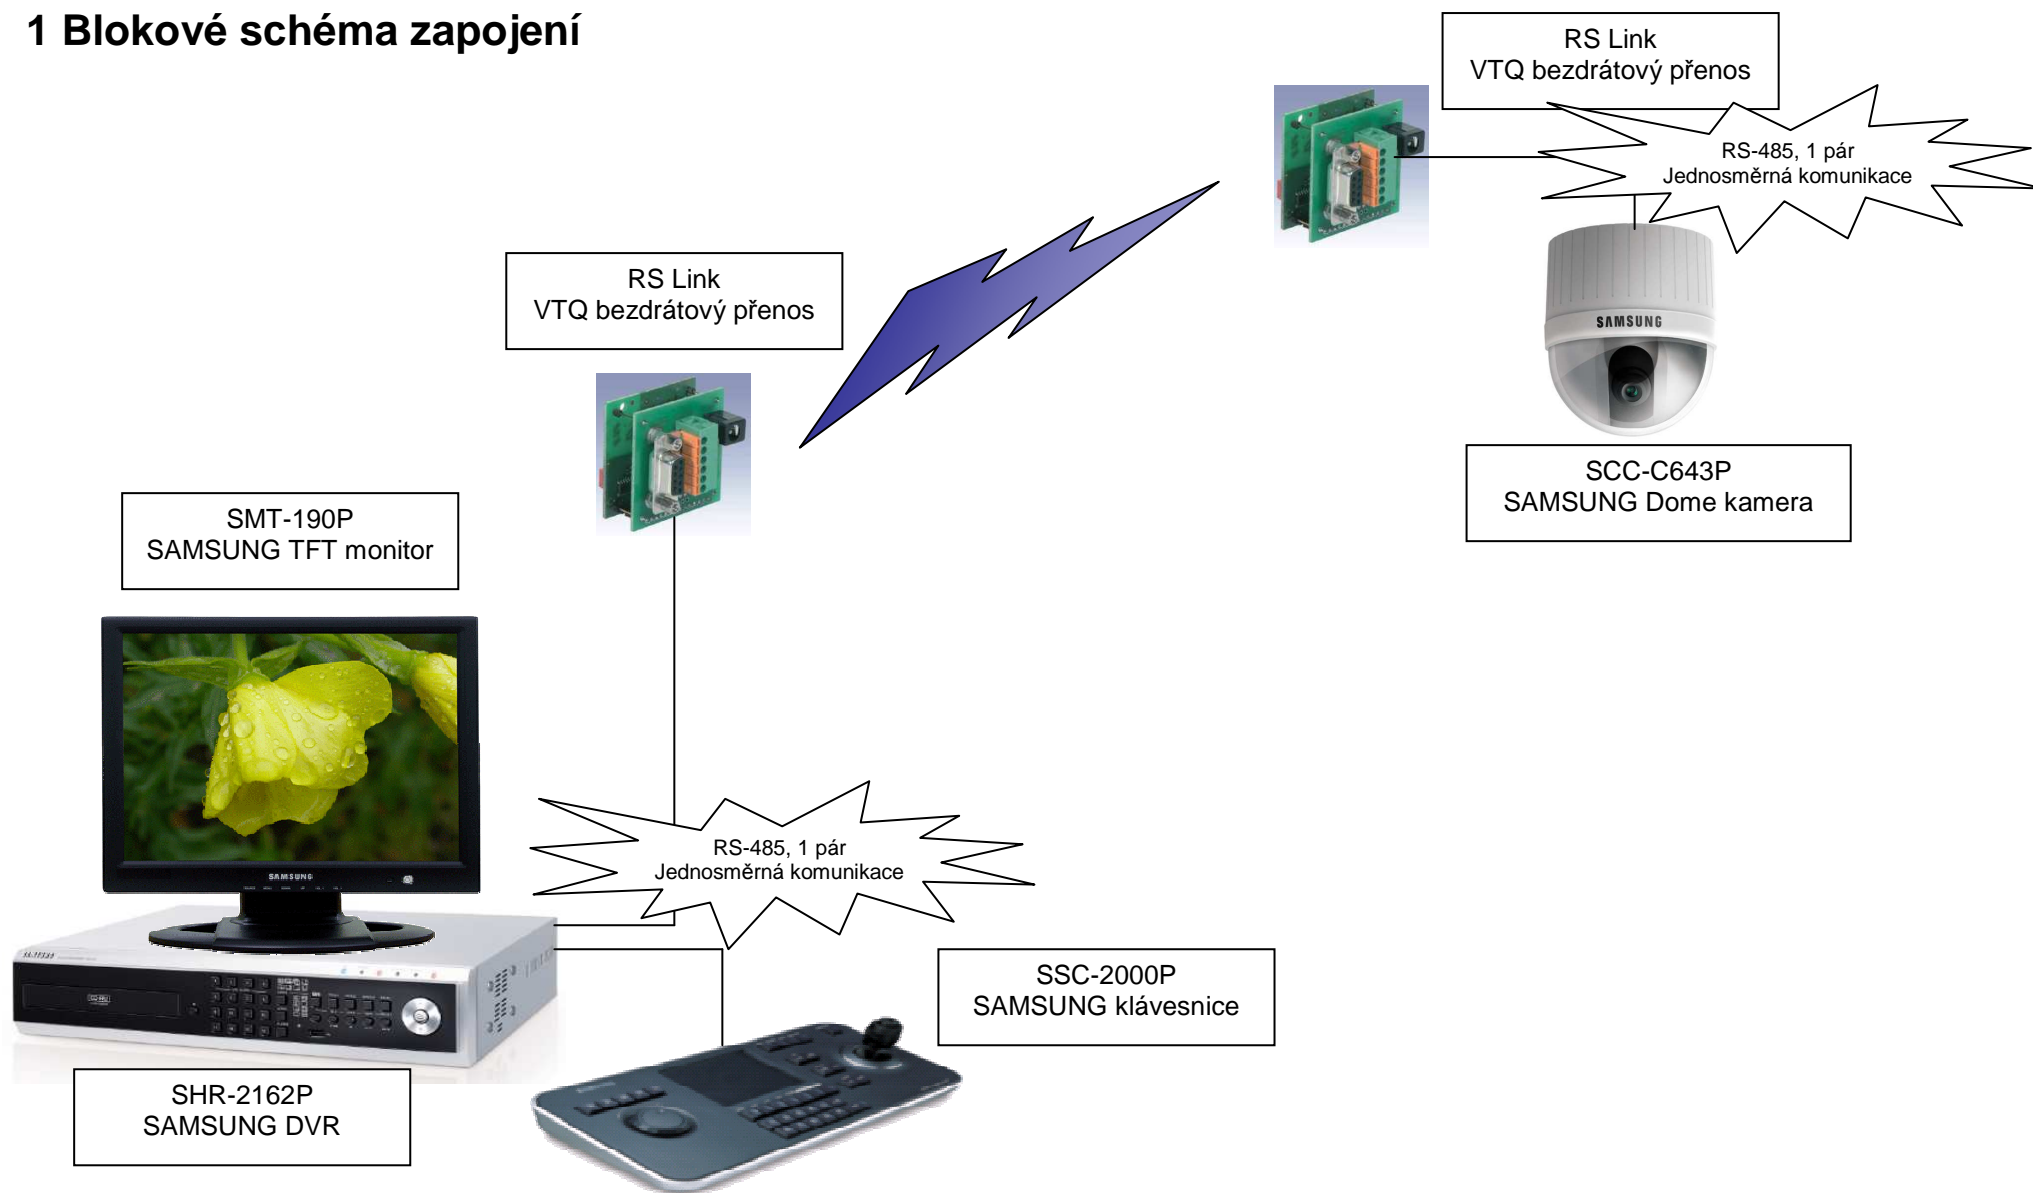 1 Blokové schéma zapojení
RS Link
VTQ bezdrátový přenos
RS-485, 1 pár
Jednosměrná komunikace
SAMSUNG
SCC-C643P
SAMSUNG Dome kamera
RS Link
VTQ bezdrátový přenos
SMT-190P
SAMSUNG TFT monitor
SAMSUNG
RS-485, 1 pár
Jednosměrná komunikace
SAMSUNG
SSC-2000P
SAMSUNG klávesnice
SHR-2162P
SAMSUNG DVR